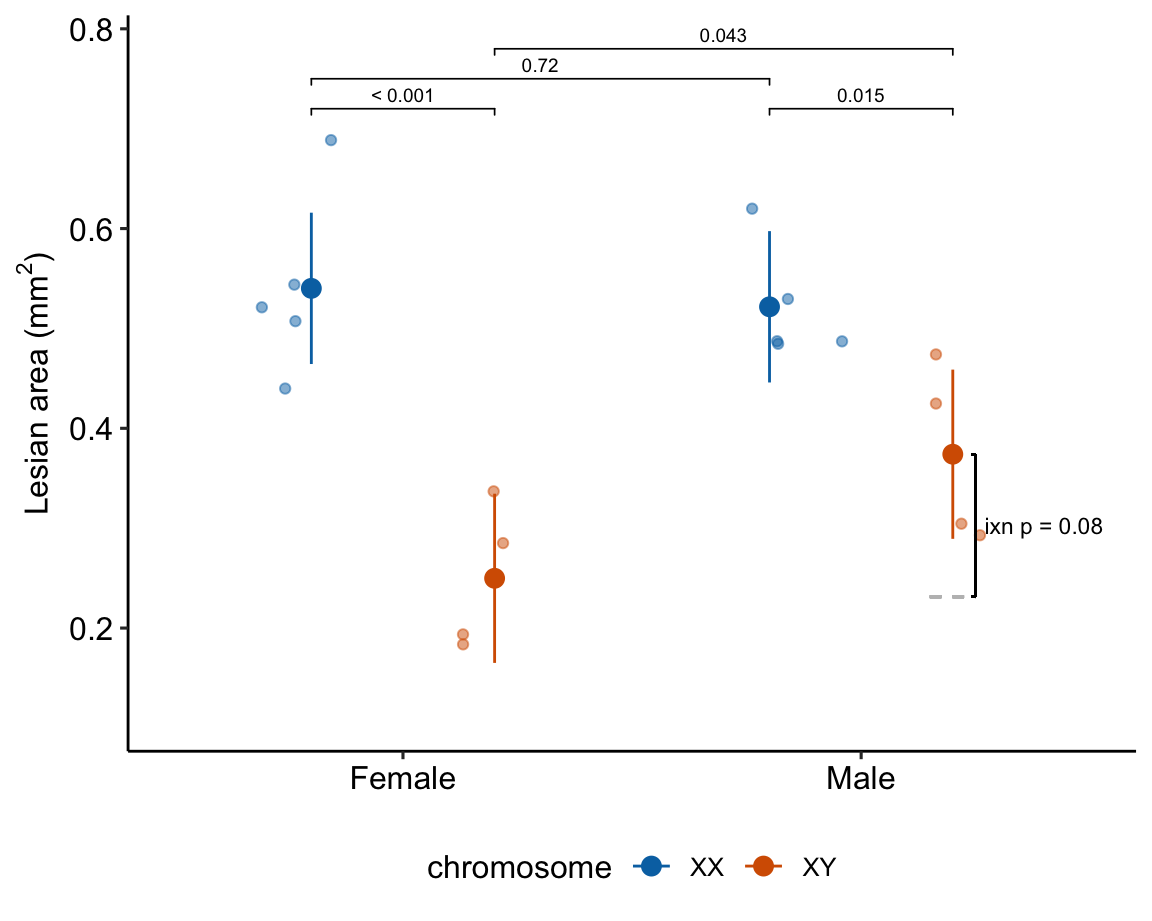 0.8
0.043
0.72
< 0.001
0.015
0.6
0.4
0.2
Lesian area (mm²)
ixn p = 0.08
Female
Male
chromosome XX XY